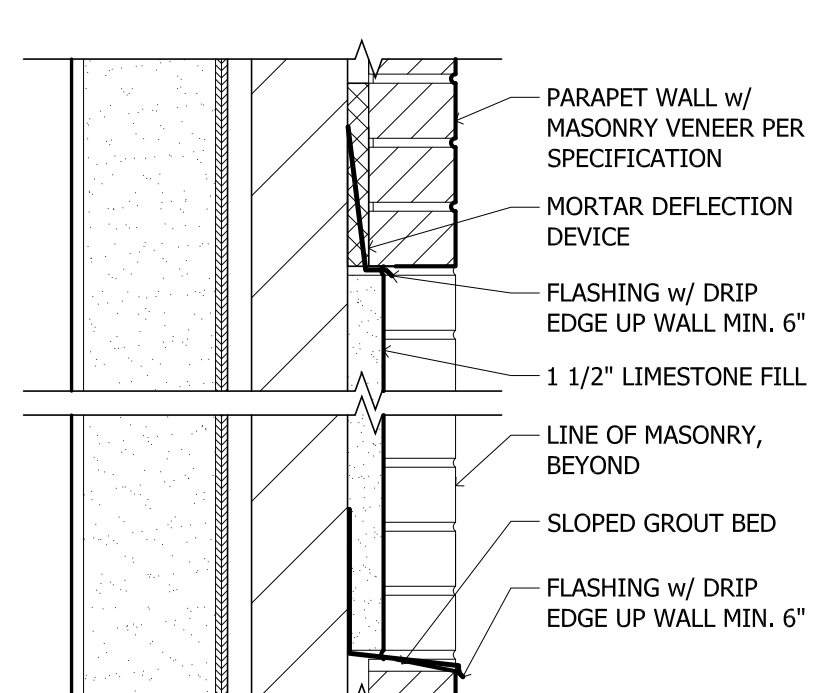 PARAPET WALL w/
MASONRY VENEER PER
SPECIFICATION
MORTAR DEFLECTION
DEVICE
FLASHING w/ DRIP
EDGE UP WALL MIN. 6"
1 1/2" LIMESTONE FILL
LINE OF MASONRY,
BEYOND
SLOPED GROUT BED
FLASHING w/ DRIP
EDGE UP WALL MIN. 6"